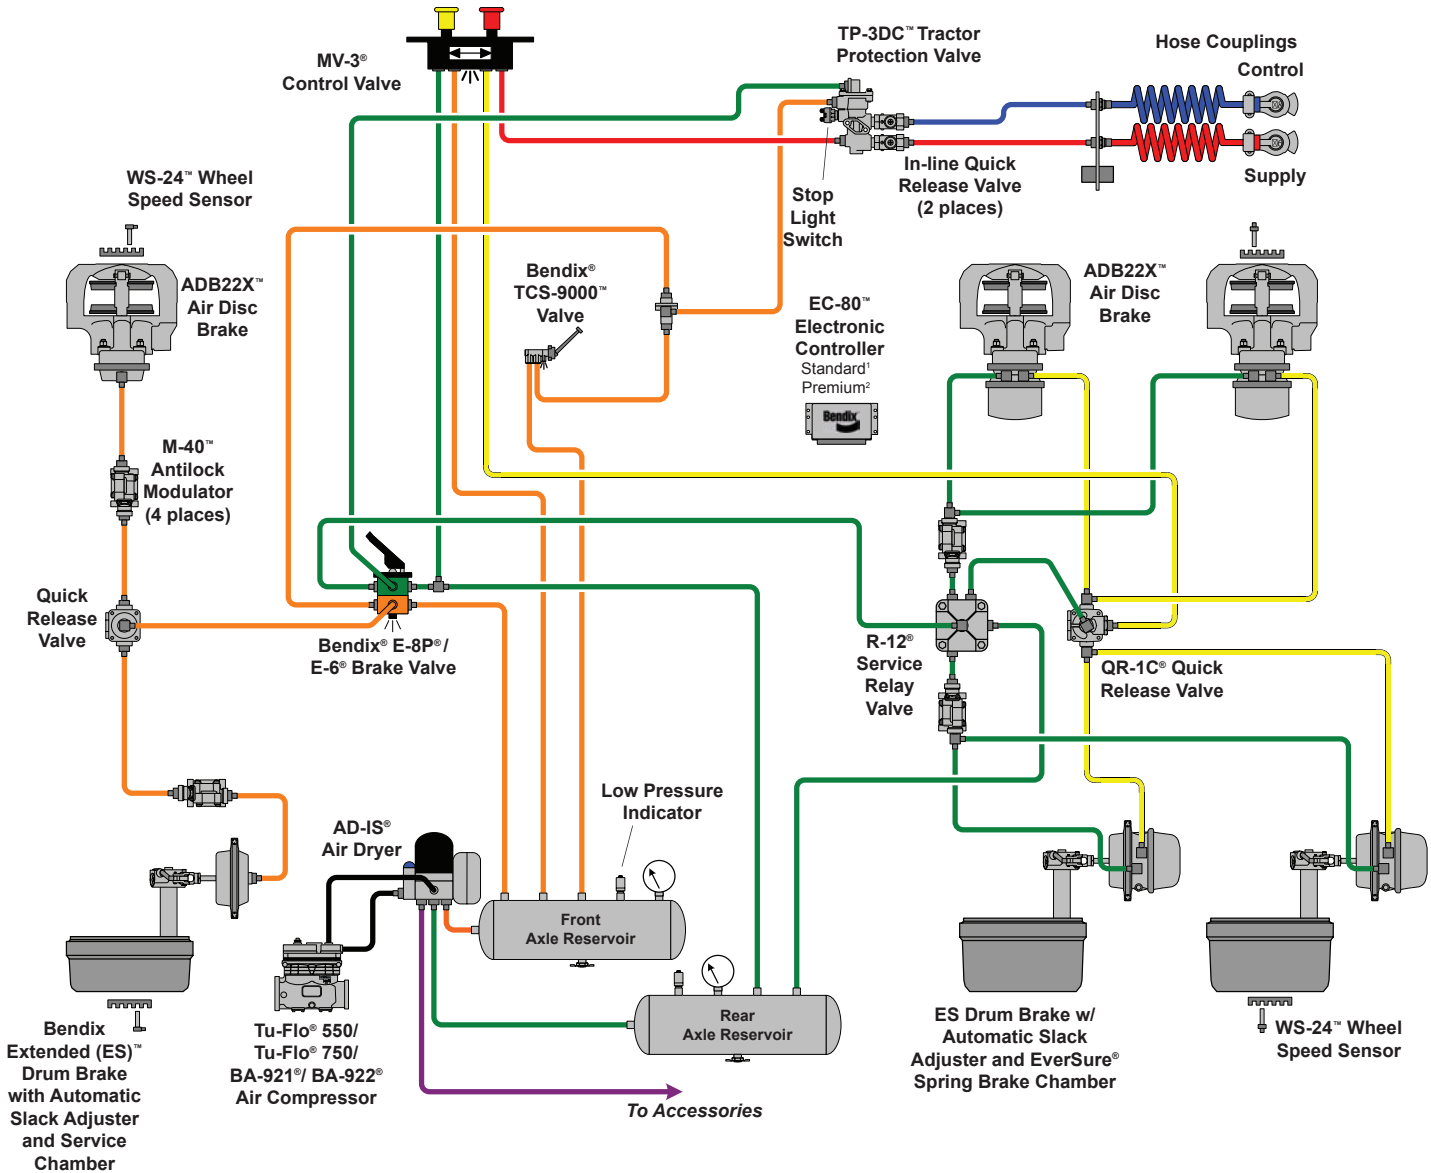 MV-3®
Control Valve
TP-3DC™ Tractor
Protection Valve
Hose Couplings
Control
Supply
In-line Quick
Release Valve
(2 places)
Stop
Light
Switch
WS-24™ Wheel
Speed Sensor
ADB22X™
Air Disc
Brake
Bendix®
TCS-9000™
Valve
EC-80™
Electronic
Controller
Standard¹
Premium²
Bendix
ADB22X™
Air Disc
Brake
M-40™
Antilock
Modulator
(4 places)
Quick
Release
Valve
Bendix® E-8P®/
E-6® Brake Valve
R-12®
Service
Relay
Valve
QR-1C® Quick
Release Valve
Low Pressure
Indicator
AD-IS®
Air Dryer
Front
Axle Reservoir
Rear
Axle Reservoir
Bendix
Extended (ES)™
Drum Brake
with Automatic
Slack Adjuster
and Service
Chamber
Tu-Flo® 550/
Tu-Flo® 750/
BA-921®/ BA-922®
Air Compressor
To Accessories
ES Drum Brake w/
Automatic Slack
Adjuster and EverSure®
Spring Brake Chamber
WS-24™ Wheel
Speed Sensor